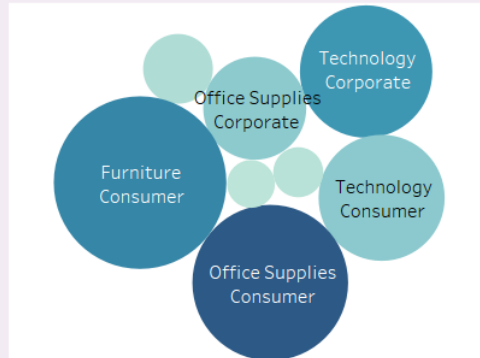 Technology
Corporate
Office Supplies
Corporate
Furniture
Consumer
Technology
Consumer
Office Supplies
Consumer